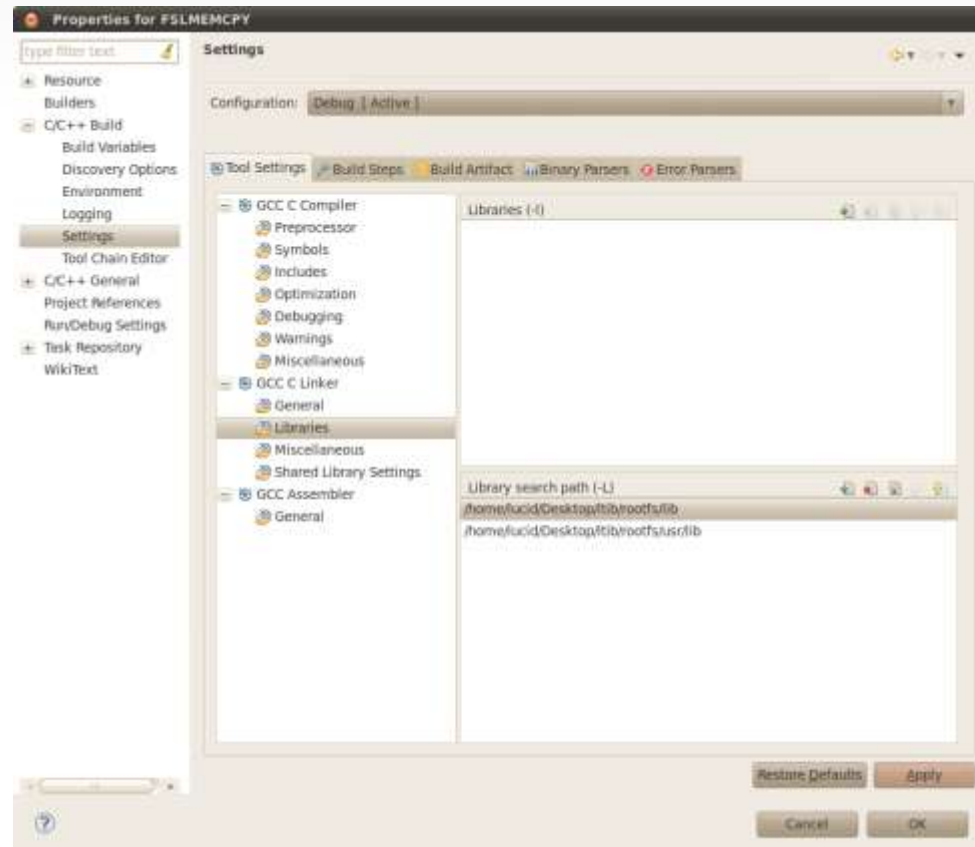 Properties for FSLMEMCPY
type filter text
Resource
Builders
C/C++ Build
Build Variables
Discovery Options
Environment
Logging
Settings
Tool Chain Editor
C/C++ General
Project References
Run/Debug Settings
Task Repository
WikiText
Settings
Configuration: Debug [ Active ]
Tool Settings Build Steps Build Artifact Binary Parsers Error Parsers
GCC C Compiler
Preprocessor
Symbols
Includes
Optimization
Debugging
Warnings
Miscellaneous
GCC C Linker
General
Libraries
Miscellaneous
Shared Library Settings
GCC Assembler
General
Libraries (-l)
Library search path (-L)
/home/lucid/Desktop/ltib/rootfs/lib
/home/lucid/Desktop/ltib/rootfs/usr/lib
Restore Defaults Apply
Cancel OK